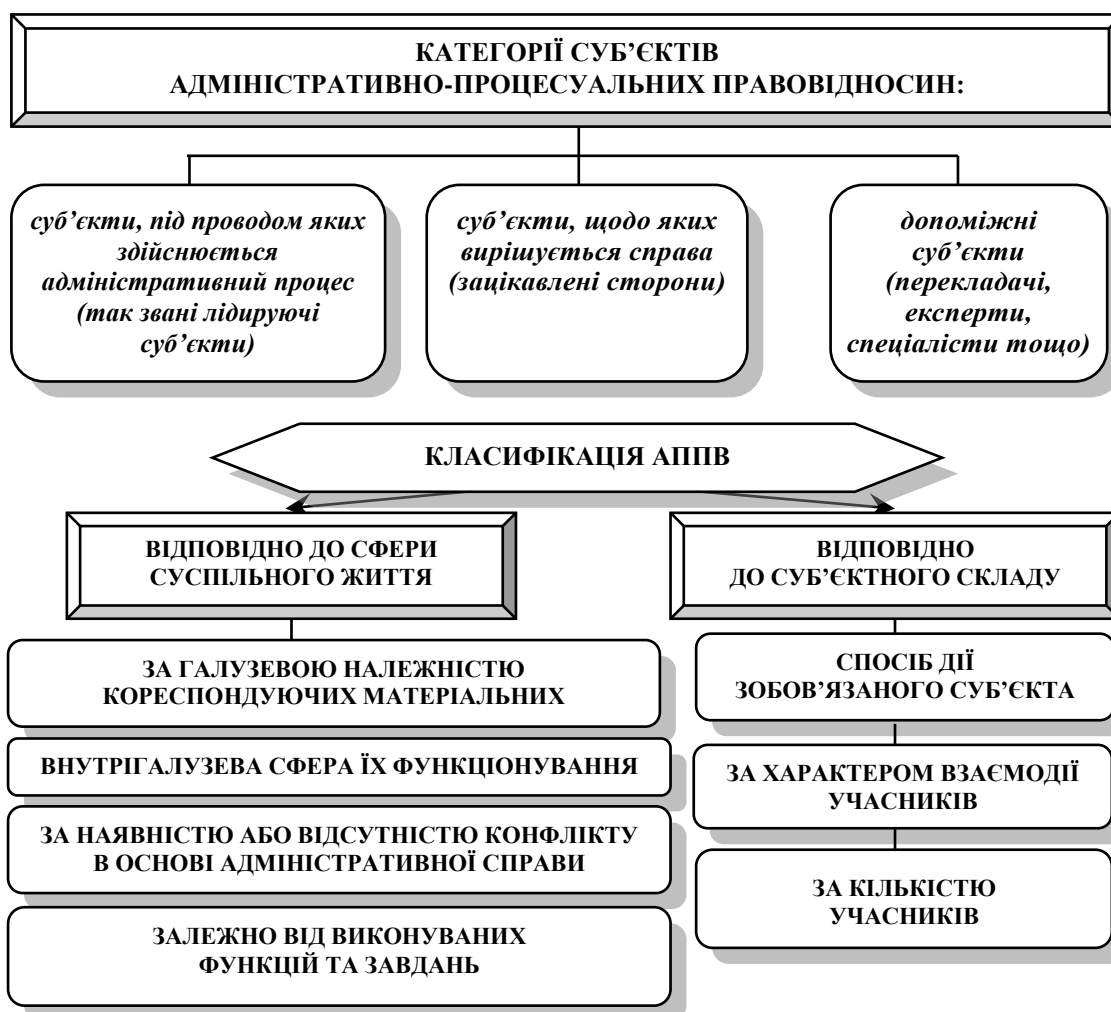 КАТЕГОРІЇ СУБ’ЄКТІВ
АДМІНІСТРАТИВНО-ПРОЦЕСУАЛЬНИХ ПРАВОВІДНОСИН:
суб’єкти, під проводом яких
здійснюється
адміністративний процес
(так звані лідируючі
суб’єкти)
суб’єкти, щодо яких
вирішується справа
(зацікавлені сторони)
допоміжні
суб’єкти
(перекладачі,
експерти,
спеціалісти тощо)
КЛАСИФІКАЦІЯ АППВ
ВІДПОВІДНО ДО СФЕРИ
СУСПІЛЬНОГО ЖИТТЯ
ЗА ГАЛУЗЕВОЮ НАЛЕЖНІСТЮ
КОРЕСПОНДУЮЧИХ МАТЕРІАЛЬНИХ
ВНУТРІГАЛУЗЕВА СФЕРА ЇХ ФУНКЦІОНУВАННЯ
ЗА НАЯВНІСТЮ АБО ВІДСУТНІСТЮ КОНФЛІКТУ
В ОСНОВІ АДМІНІСТРАТИВНОЇ СПРАВИ
ЗАЛЕЖНО ВІД ВИКОНУВАНИХ
ФУНКЦІЙ ТА ЗАВДАНЬ
ВІДПОВІДНО
ДО СУБ’ЄКТНОГО СКЛАДУ
СПОСІБ ДІЇ
ЗОБОВ’ЯЗАНОГО СУБ’ЄКТА
ЗА ХАРАКТЕРОМ ВЗАЄМОДІЇ
УЧАСНИКІВ
ЗА КІЛЬКІСТЮ
УЧАСНИКІВ